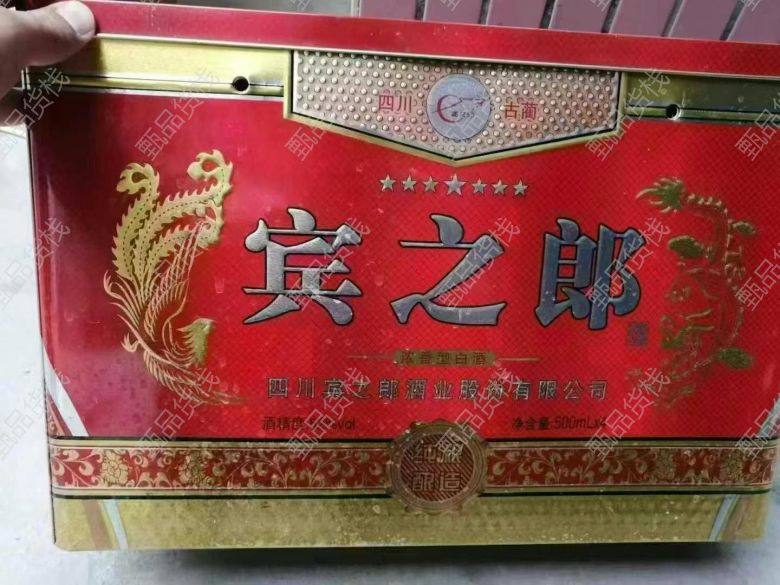 四川 古蔺
宾之郎
浓香型白酒
四川宾之郎酒业股份有限公司
酒精度 %vol 净含量:500mLx4
纯粮
酿造
甄品货栈